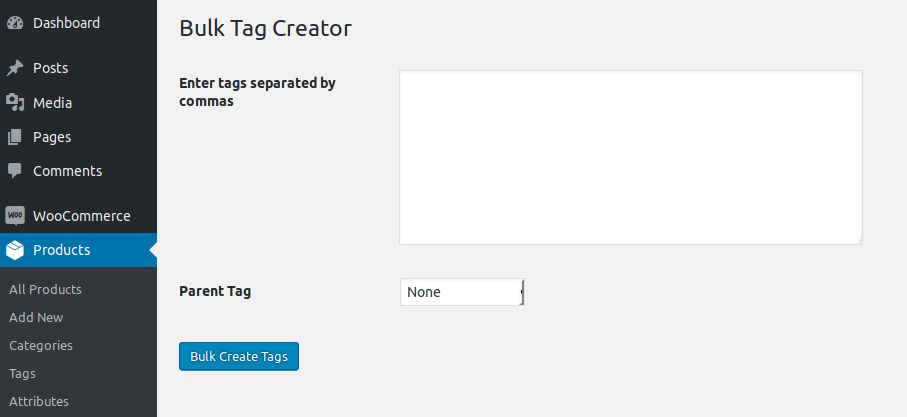 Dashboard
Posts
Media
Pages
Comments
WOO WooCommerce
Products
All Products
Add New
Categories
Tags
Attributes
Bulk Tag Creator
Enter tags separated by
commas
Parent Tag
None
Bulk Create Tags